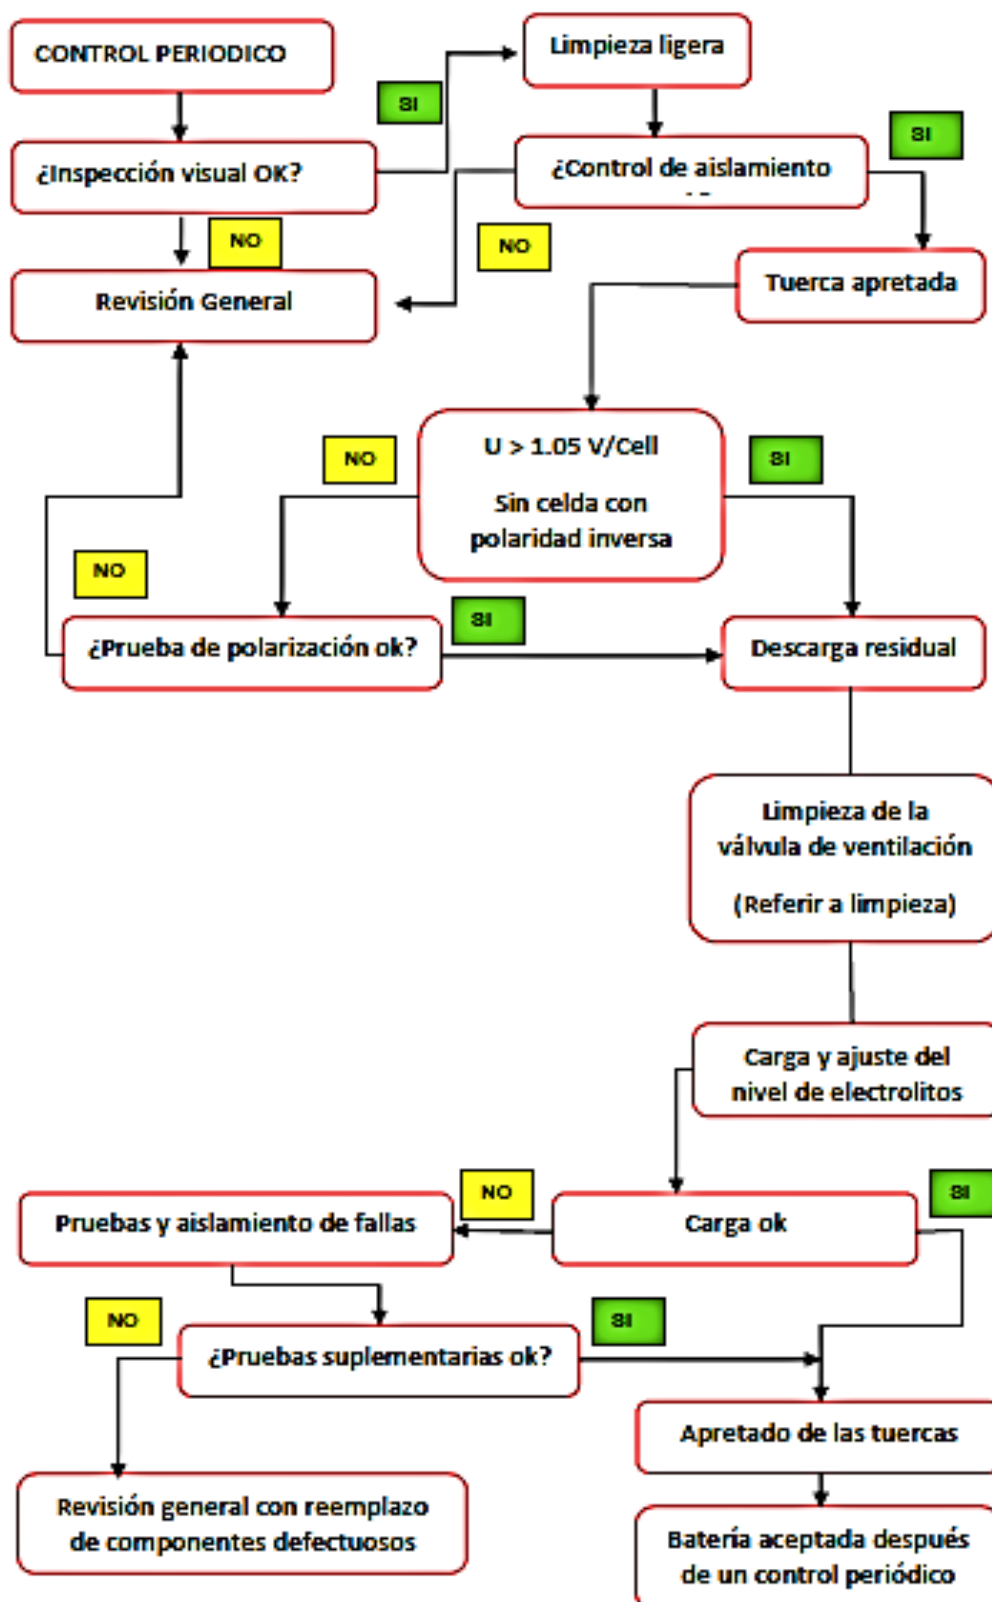 CONTROL PERIODICO
Limpieza ligera
SI
SI
¿Inspección visual OK?
¿Control de aislamiento
NO
NO
Revisión General
Tuerca apretada
NO
U > 1.05 V/Cell
SI
Sin celda con
polaridad inversa
NO
SI
¿Prueba de polarización ok?
Descarga residual
Limpieza de la
válvula de ventilación
(Referir a limpieza)
Carga y ajuste del
nivel de electrolitos
NO
SI
Pruebas y aislamiento de fallas
Carga ok
NO
SI
¿Pruebas suplementarias ok?
Apretado de las tuercas
Revisión general con reemplazo
de componentes defectuosos
Batería aceptada después
de un control periódico